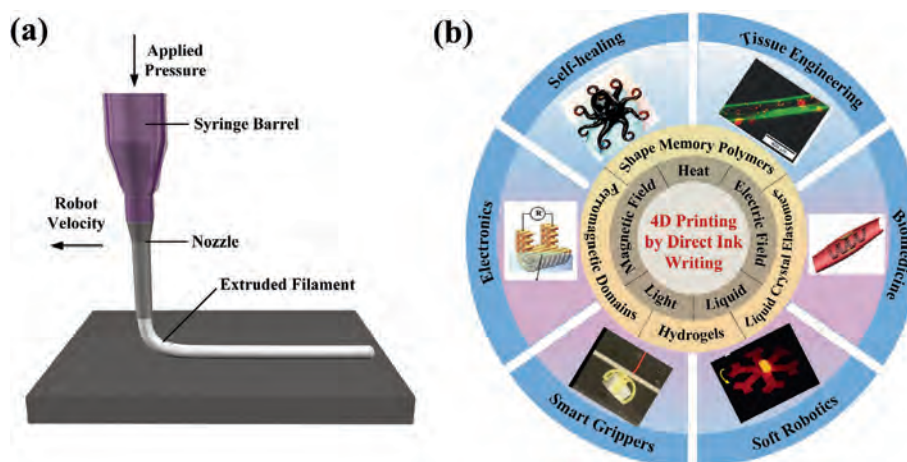 (a)
Applied
Pressure
Syringe Barrel
Robot
Velocity
Nozzle
Extruded Filament
(b)
Self-healing
Tissue Engineering
Electronics
Biomedicine
Smart Grippers
Soft Robotics
Shape Memory Polymers
Ferromagnetic Domains
Liquid Crystal Elastomers
Hydrogels
Heat
Magnetic Field
Electric Field
Light
Liquid
4D Printing
by Direct Ink
Writing
R